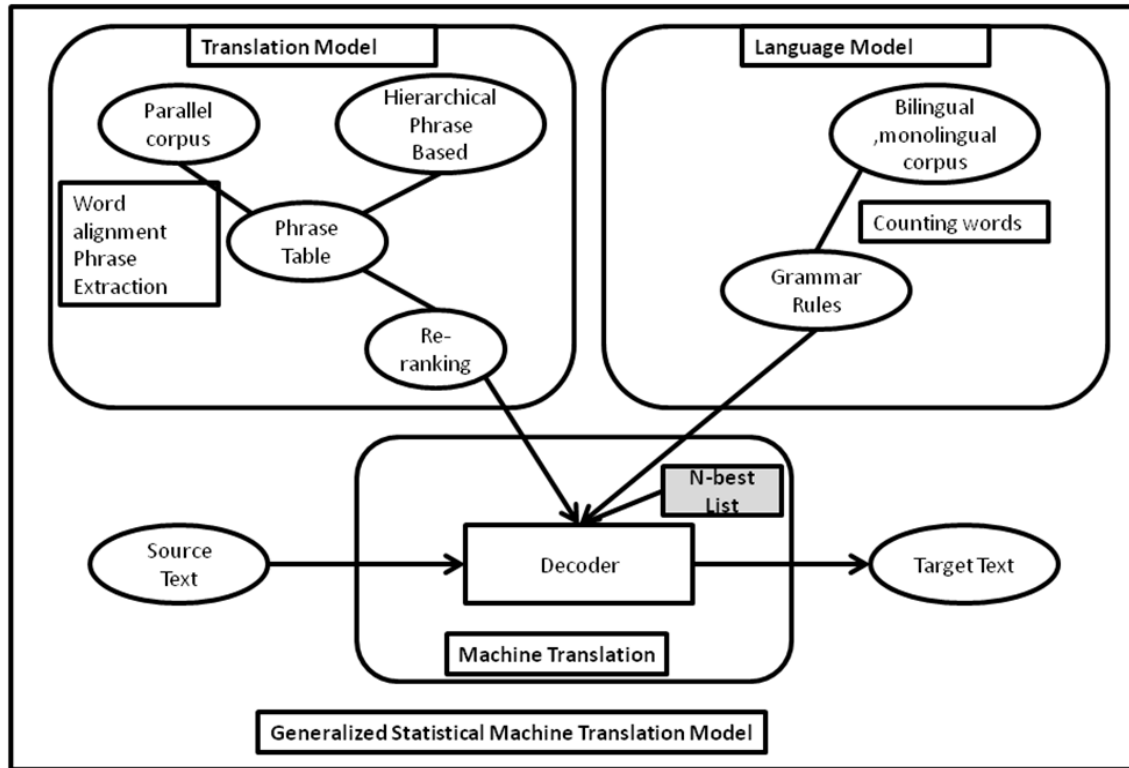 Translation Model
Parallel
corpus
Hierarchical
Phrase
Based
Word
alignment
Phrase
Extraction
Phrase
Table
Re-
ranking
Language Model
Bilingual
,monolingual
corpus
Counting words
Grammar
Rules
N-best
List
Source
Text
Decoder
Target Text
Machine Translation
Generalized Statistical Machine Translation Model